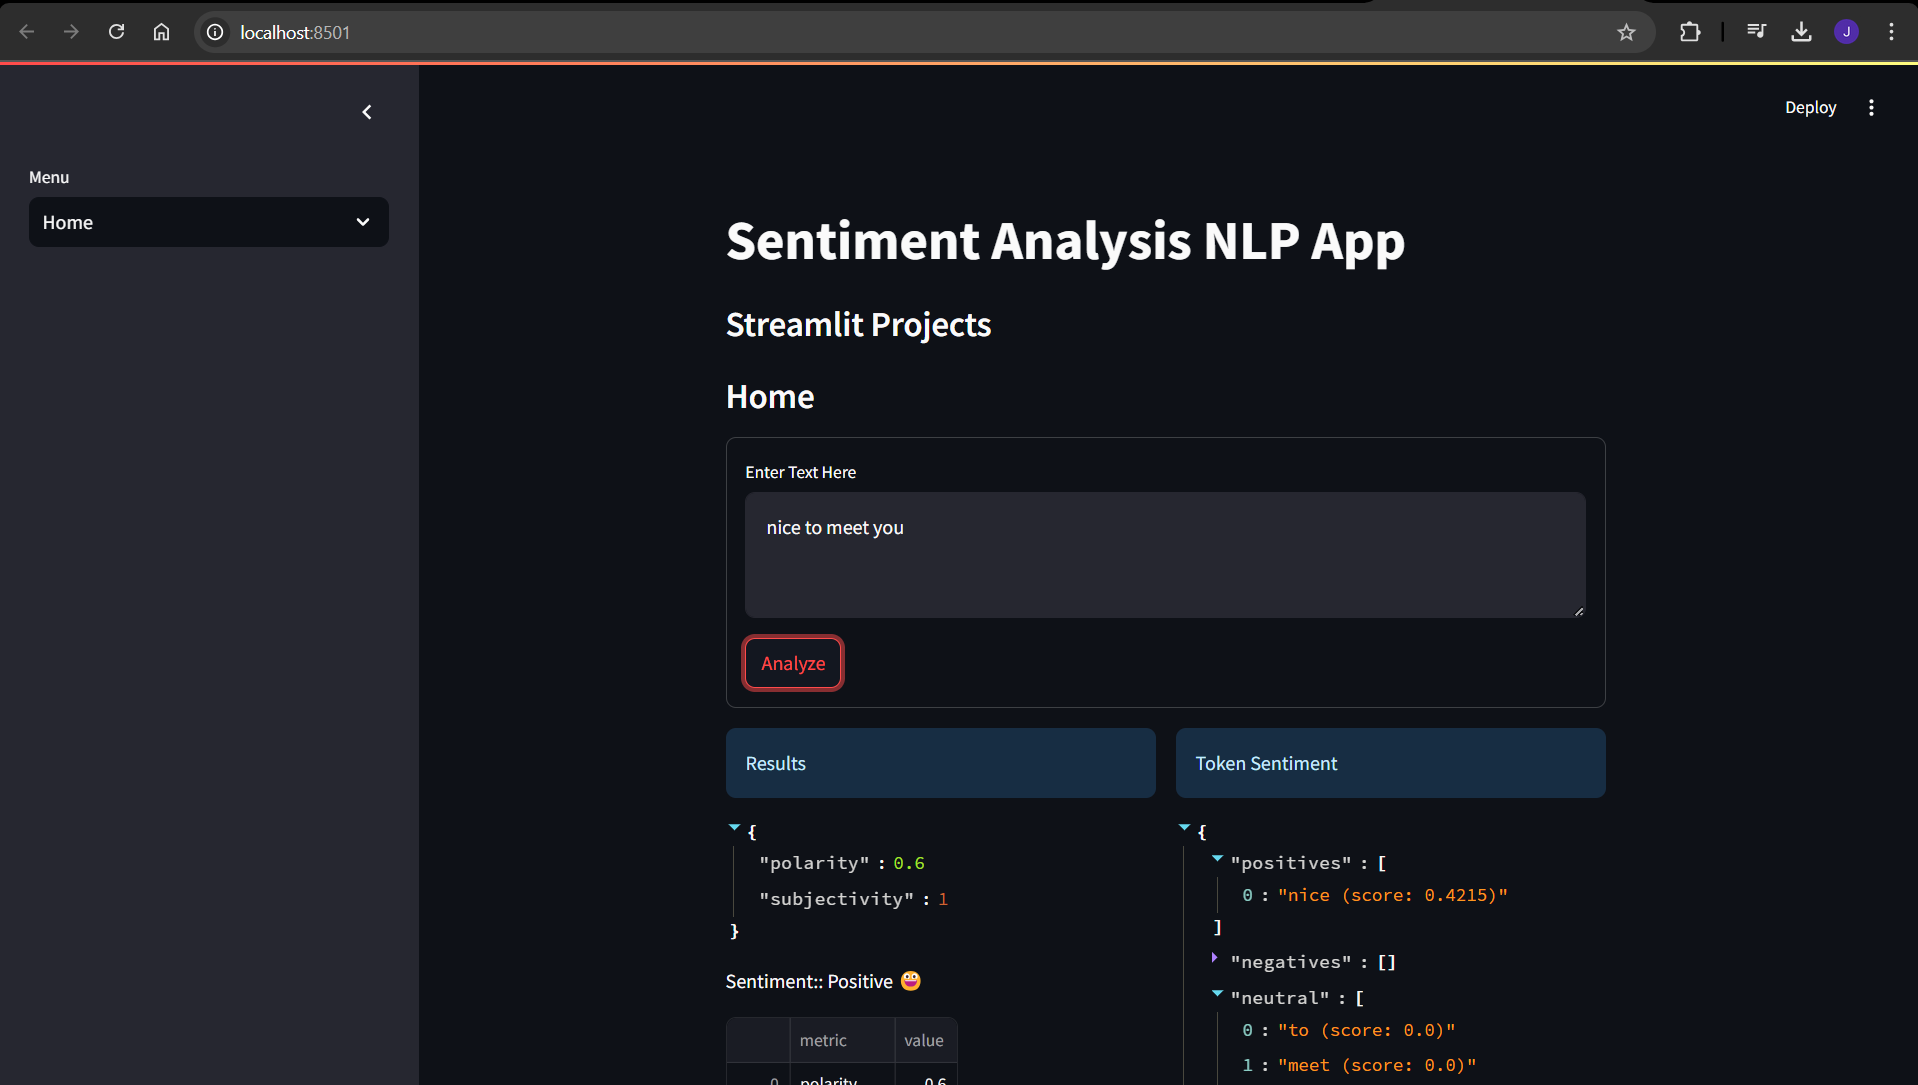 localhost:8501
J
Deploy
Menu
Home
Sentiment Analysis NLP App
Streamlit Projects
Home
Enter Text Here
nice to meet you
Analyze
Results
{
"polarity" : 0.6
"subjectivity" : 1
}
Sentiment:: Positive 😃
metric value
0 polarity 0.6
Token Sentiment
{
"positives" : [
0 : "nice (score: 0.4215)"
]
"negatives" : []
"neutral" : [
0 : "to (score: 0.0)"
1 : "meet (score: 0.0)"